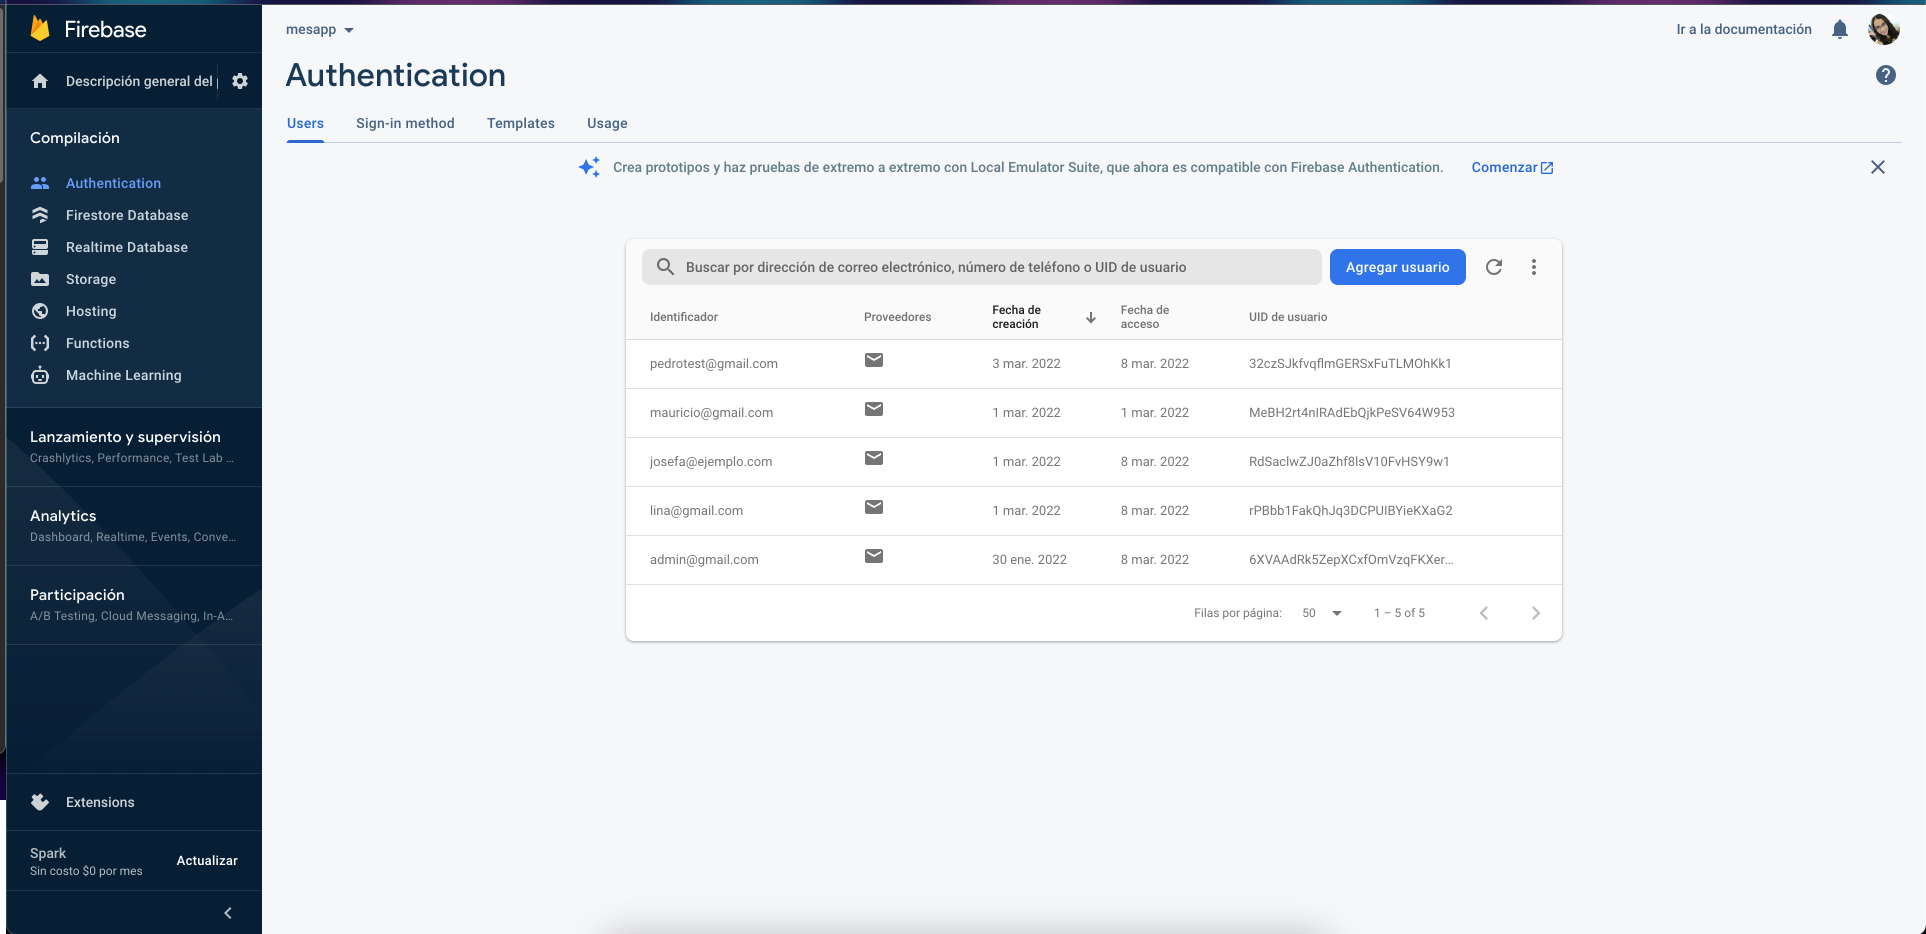 Firebase
Descripción general del
Compilación
Authentication
Firestore Database
Realtime Database
Storage
Hosting
Functions
Machine Learning
Lanzamiento y supervisión
Crashlytics, Performance, Test Lab ...
Analytics
Dashboard, Realtime, Events, Conve...
Participación
A/B Testing, Cloud Messaging, In-A...
Extensions
Spark
Sin costo $0 por mes
Actualizar
mesapp
Ir a la documentación
Authentication
Users Sign-in method Templates Usage
Crea prototipos y haz pruebas de extremo a extremo con Local Emulator Suite, que ahora es compatible con Firebase Authentication. Comenzar
Buscar por dirección de correo electrónico, número de teléfono o UID de usuario
Agregar usuario
Identificador Proveedores Fecha de creación Fecha de acceso UID de usuario
pedrotest@gmail.com 3 mar. 2022 8 mar. 2022 32czSJkfvqflmGERSxFuTLMOhKk1
mauricio@gmail.com 1 mar. 2022 1 mar. 2022 MeBH2rt4nIRAdEbQjkPeSV64W953
josefa@ejemplo.com 1 mar. 2022 8 mar. 2022 RdSaclwZJ0aZhf8lsV10FvHSY9w1
lina@gmail.com 1 mar. 2022 8 mar. 2022 rPBbb1FakQhJq3DCPUIBYieKXaG2
admin@gmail.com 30 ene. 2022 8 mar. 2022 6XVAAdRk5ZepXCxfOmVzqFKXer...
Filas por página: 50 1 – 5 of 5